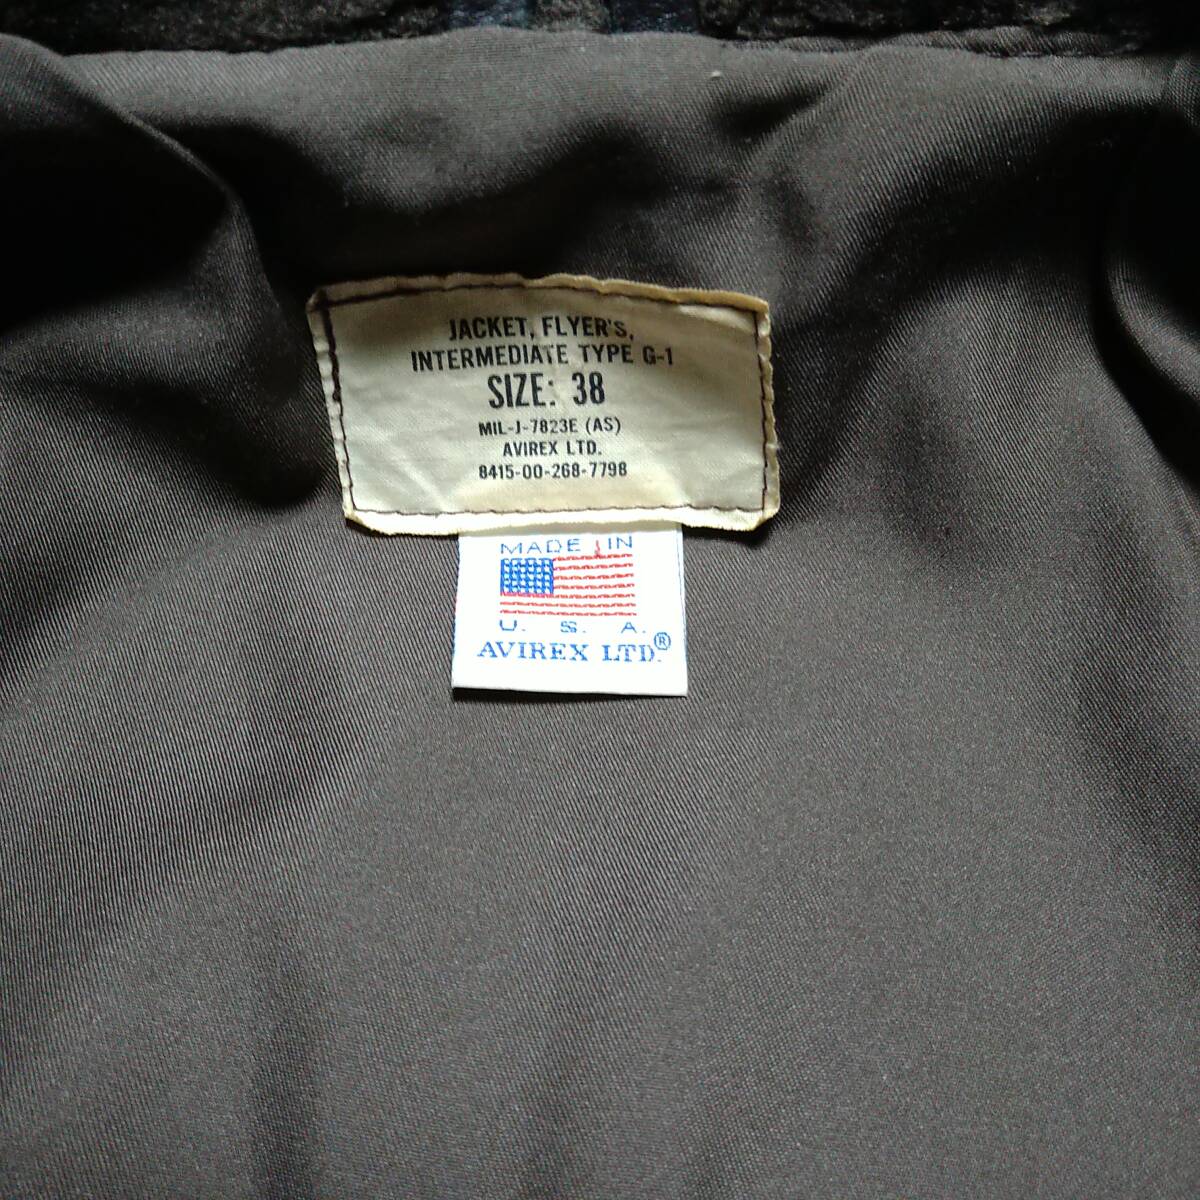 JACKET, FLYER'S,
INTERMEDIATE TYPE G-1
SIZE: 38
MIL-J-7823E (AS)
AVIREX LTD.
8415-00-268-7798
MADE IN
U. S. A.
AVIREX LTD.®